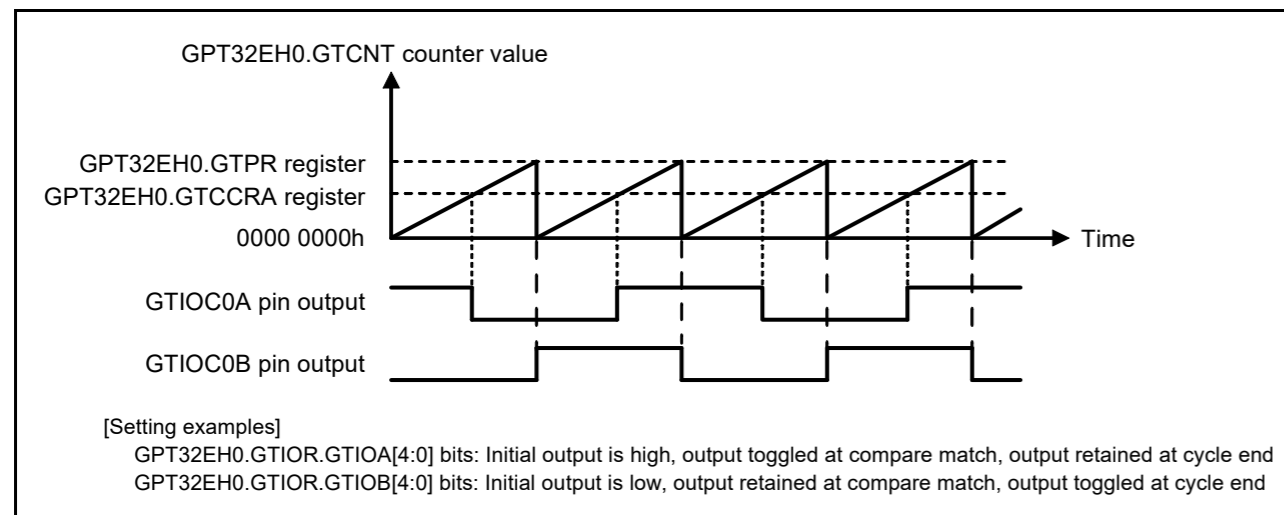 GPT32EH0.GTCNT counter value
GPT32EH0.GTPR register
GPT32EH0.GTCCRA register
0000 0000h
Time
GTIOC0A pin output
GTIOC0B pin output
[Setting examples]
GPT32EH0.GTIOR.GTIOA[4:0] bits: Initial output is high, output toggled at compare match, output retained at cycle end
GPT32EH0.GTIOR.GTIOB[4:0] bits: Initial output is low, output retained at compare match, output toggled at cycle end